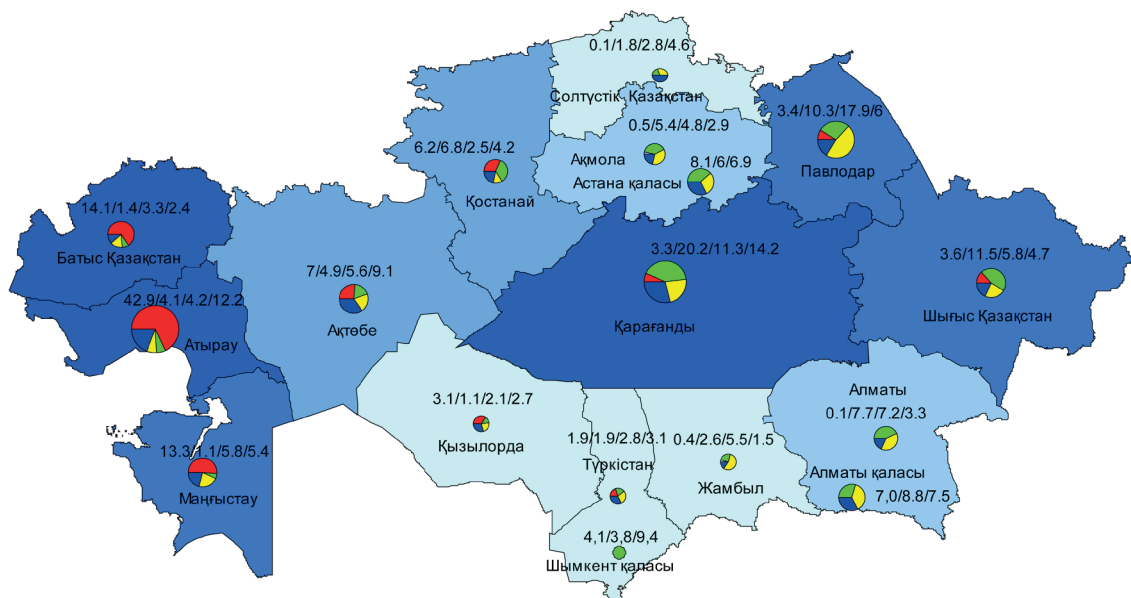 0.1/1.8/2.8/4.6
Солтүстік Қазақстан
3.4/10.3/17.9/6
Павлодар
0.5/5.4/4.8/2.9
Ақмола
8.1/6/6.9
Астана қаласы
6.2/6.8/2.5/4.2
Қостанай
14.1/1.4/3.3/2.4
Батыс Қазақстан
42.9/4.1/4.2/12.2
Атырау
7/4.9/5.6/9.1
Ақтөбе
3.3/20.2/11.3/14.2
Қарағанды
3.6/11.5/5.8/4.7
Шығыс Қазақстан
13.3/1.1/5.8/5.4
Маңғыстау
3.1/1.1/2.1/2.7
Қызылорда
1.9/1.9/2.8/3.1
Түркістан
0.4/2.6/5.5/1.5
Жамбыл
Алматы
0.1/7.7/7.2/3.3
Алматы қаласы
7,0/8.8/7.5
4,1/3,8/9,4
Шымкент қаласы